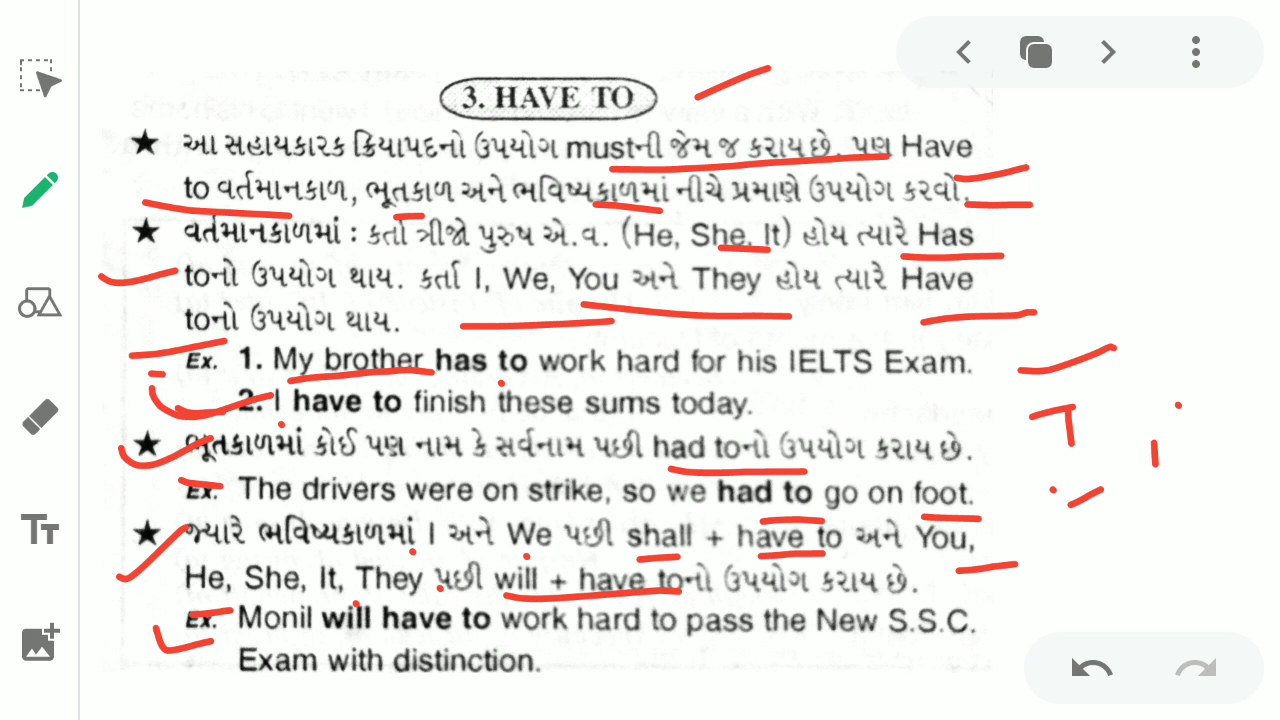 3. HAVE TO
★ આ સહાયકારક ક્રિયાપદનો ઉપયોગ mustની જેમ જ કરાય છે. પણ Have
to વર્તમાનકાળ, ભૂતકાળ અને ભવિષ્યકાળમાં નીચે પ્રમાણે ઉપયોગ કરવો.
★ વર્તમાનકાળમાં : કર્તા ત્રીજો પુરુષ એ.વ. (He, She, It) હોય ત્યારે Has
toનો ઉપયોગ થાય. કર્તા I, We, You અને They હોય ત્યારે Have
toનો ઉપયોગ થાય.
Ex. 1. My brother has to work hard for his IELTS Exam.
2. I have to finish these sums today.
★ ભૂતકાળમાં કોઈ પણ નામ કે સર્વનામ પછી had toનો ઉપયોગ કરાય છે.
Ex. The drivers were on strike, so we had to go on foot.
★ જ્યારે ભવિષ્યકાળમાં I અને We પછી shall + have to અને You,
He, She, It, They પછી will + have toનો ઉપયોગ કરાય છે.
Ex. Monil will have to work hard to pass the New S.S.C.
Exam with distinction.